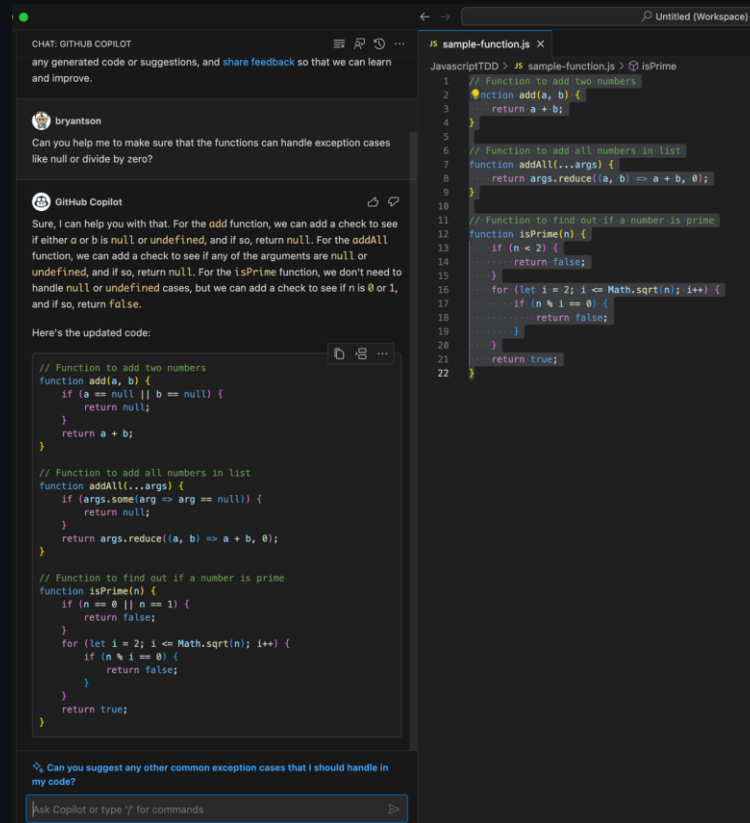 CHAT: GITHUB COPILOT
any generated code or suggestions, and share feedback so that we can learn
and improve.
bryantson
Can you help me to make sure that the functions can handle exception cases
like null or divide by zero?
GitHub Copilot
Sure, I can help you with that. For the add function, we can add a check to see
if either a or b is null or undefined, and if so, return null. For the addAll
function, we can add a check to see if any of the arguments are null or
undefined, and if so, return null. For the isPrime function, we don't need to
handle null or undefined cases, but we can add a check to see if n is 0 or 1,
and if so, return false.
Here's the updated code:
// Function to add two numbers
function add(a, b) {
    if (a == null || b == null) {
        return null;
    }
    return a + b;
}
// Function to add all numbers in list
function addAll(...args) {
    if (args.some(arg => arg == null)) {
        return null;
    }
    return args.reduce((a, b) => a + b, 0);
}
// Function to find out if a number is prime
function isPrime(n) {
    if (n == 0 || n == 1) {
        return false;
    }
    for (let i = 2; i <= Math.sqrt(n); i++) {
        if (n % i == 0) {
            return false;
        }
    }
    return true;
}
Can you suggest any other common exception cases that I should handle in
my code?
Ask Copilot or type '/' for commands
Untitled (Workspace)
JS sample-function.js
JavascriptTDD > JS sample-function.js > isPrime
1 // Function to add two numbers
2 nction add(a, b) {
3     return a + b;
4 }
5
6 // Function to add all numbers in list
7 function addAll(...args) {
8     return args.reduce((a, b) => a + b, 0);
9 }
10
11 // Function to find out if a number is prime
12 function isPrime(n) {
13     if (n < 2) {
14         return false;
15     }
16     for (let i = 2; i <= Math.sqrt(n); i++) {
17         if (n % i == 0) {
18             return false;
19         }
20     }
21     return true;
22 }